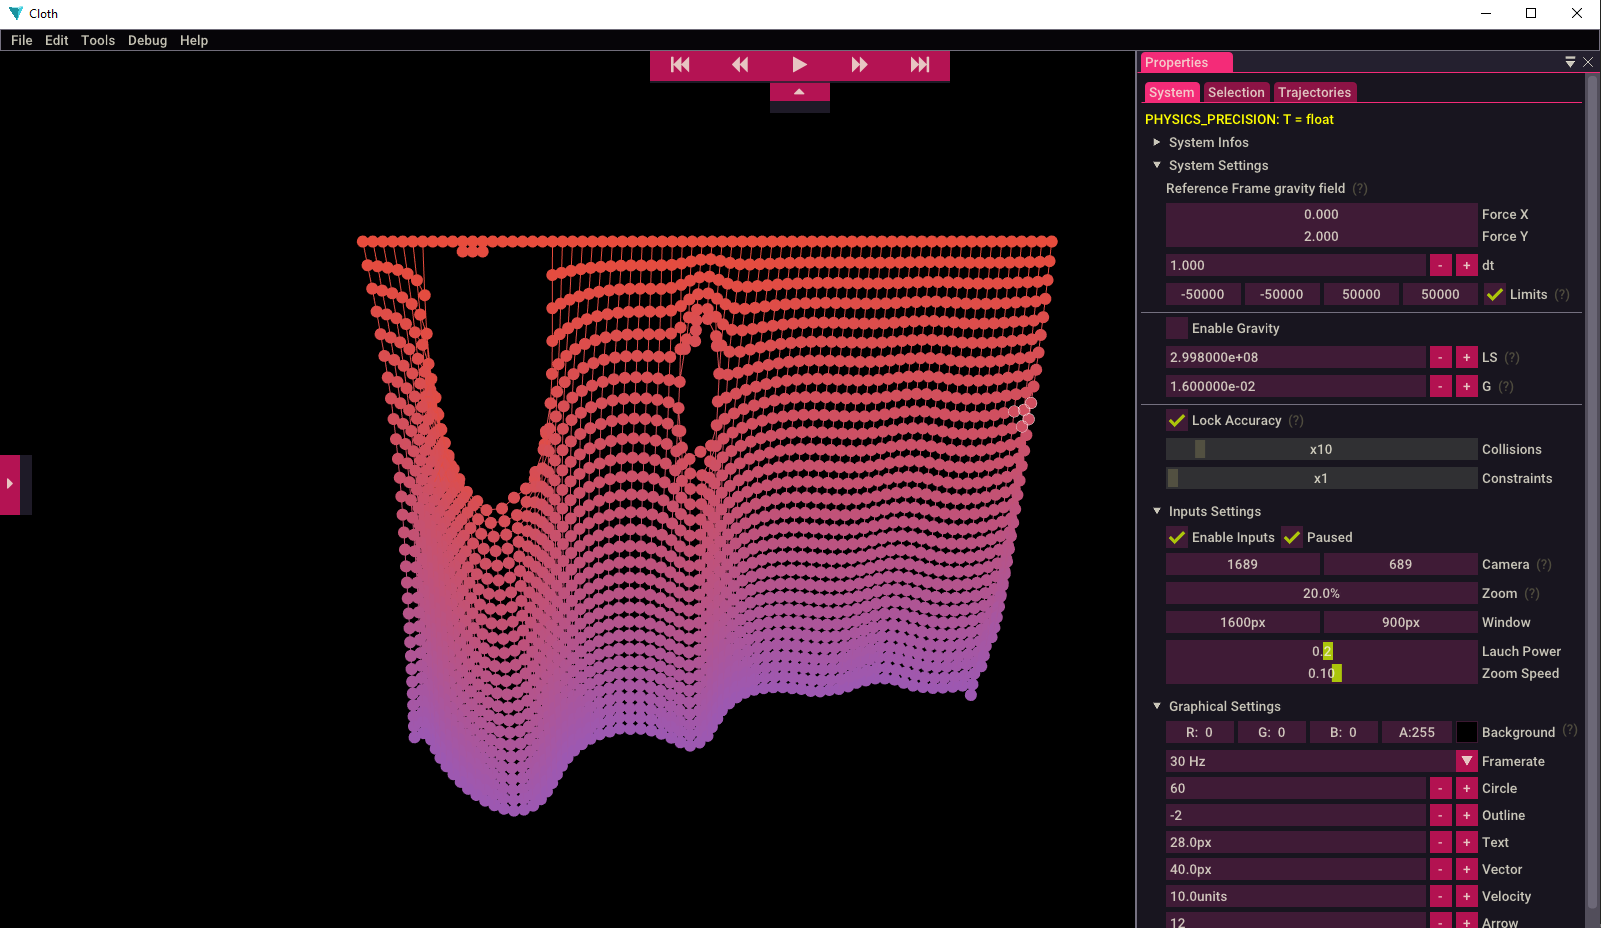 Cloth
File Edit Tools Debug Help
Properties
System Selection Trajectories
PHYSICS_PRECISION: T = float
System Infos
System Settings
Reference Frame gravity field (?)
0.000 Force X
2.000 Force Y
1.000 - + dt
-50000 -50000 50000 50000 Limits (?)
Enable Gravity
2.998000e+08 - + LS (?)
1.600000e-02 - + G (?)
Lock Accuracy (?)
x10 Collisions
x1 Constraints
Inputs Settings
Enable Inputs Paused
1689 689 Camera (?)
20.0% Zoom (?)
1600px 900px Window
0.2 Lauch Power
0.10 Zoom Speed
Graphical Settings
R: 0 G: 0 B: 0 A:255 Background (?)
30 Hz Framerate
60 - + Circle
-2 - + Outline
28.0px - + Text
40.0px - + Vector
10.0units - + Velocity
12 - + Arrow